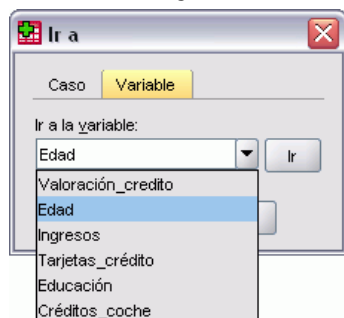 Ir a
Caso Variable
Ir a la variable:
Edad Ir
Valoración_credito
Edad
Ingresos
Tarjetas_crédito
Educación
Créditos_coche